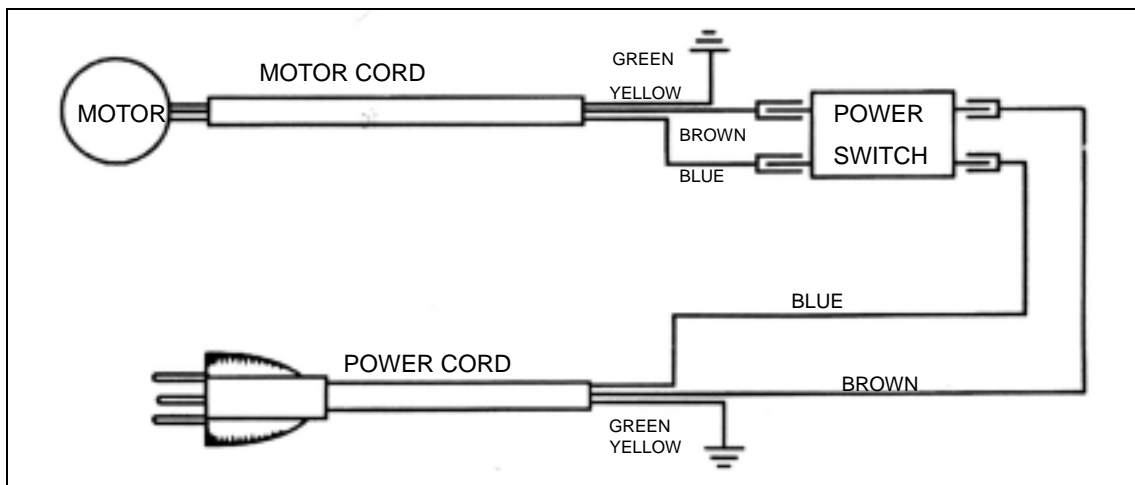 GREEN
MOTOR CORD
YELLOW
MOTOR
POWER
BROWN
SWITCH
BLUE
BLUE
POWER CORD
BROWN
GREEN
YELLOW